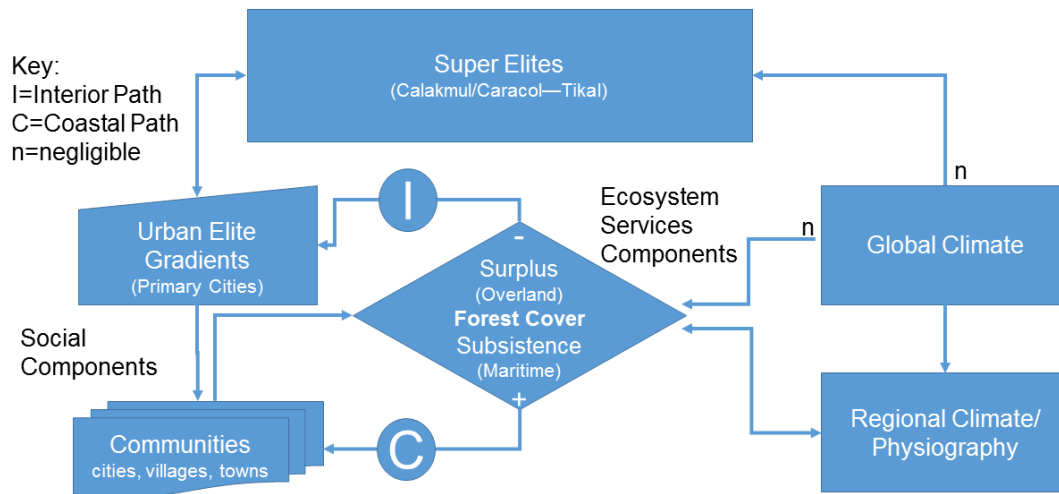 Key:
I=Interior Path
C=Coastal Path
n=negligible
Super Elites
(Calakmul/Caracol—Tikal)
n
I
Urban Elite
Gradients
(Primary Cities)
Ecosystem
Services
Components
n
Global Climate
-
Surplus
(Overland)
Forest Cover
Subsistence
(Maritime)
+
Social
Components
Communities
cities, villages, towns
C
Regional Climate/
Physiography